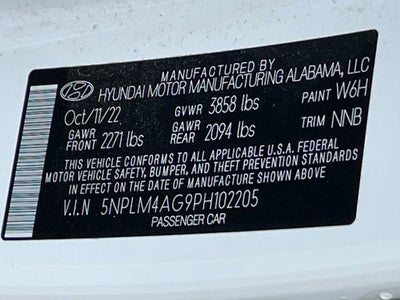 MANUFACTURED BY
HYUNDAI MOTOR MANUFACTURING ALABAMA, LLC
Oct/11/22 GVWR 3858 lbs PAINT W6H
GAWR FRONT 2271 lbs GAWR REAR 2094 lbs TRIM NNB
THIS VEHICLE CONFORMS TO ALL APPLICABLE U.S.A. FEDERAL
MOTOR VEHICLE SAFETY, BUMPER, AND THEFT PREVENTION STANDARDS
IN EFFECT ON THE DATE OF MANUFACTURE SHOWN ABOVE
V.I.N 5NPLM4AG9PH102205
PASSENGER CAR